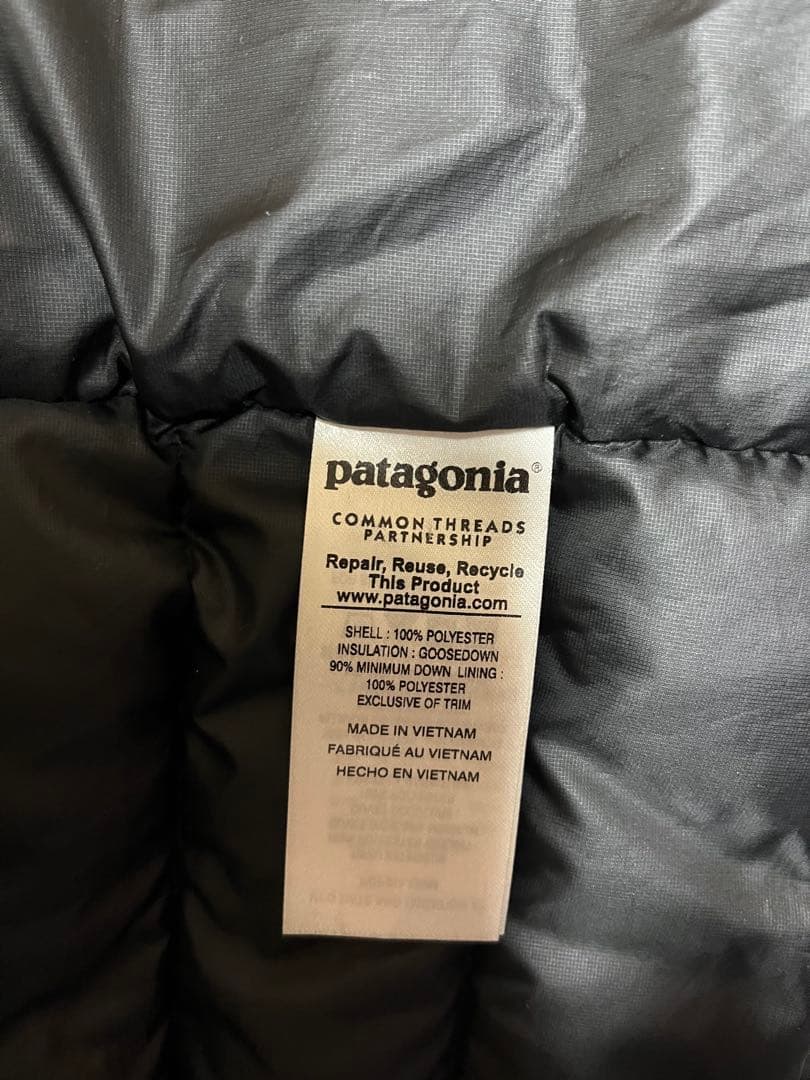 patagonia®
COMMON THREADS
PARTNERSHIP
Repair, Reuse, Recycle
This Product
www.patagonia.com
SHELL : 100% POLYESTER
INSULATION : GOOSEDOWN
90% MINIMUM DOWN LINING :
100% POLYESTER
EXCLUSIVE OF TRIM
MADE IN VIETNAM
FABRIQUÉ AU VIETNAM
HECHO EN VIETNAM